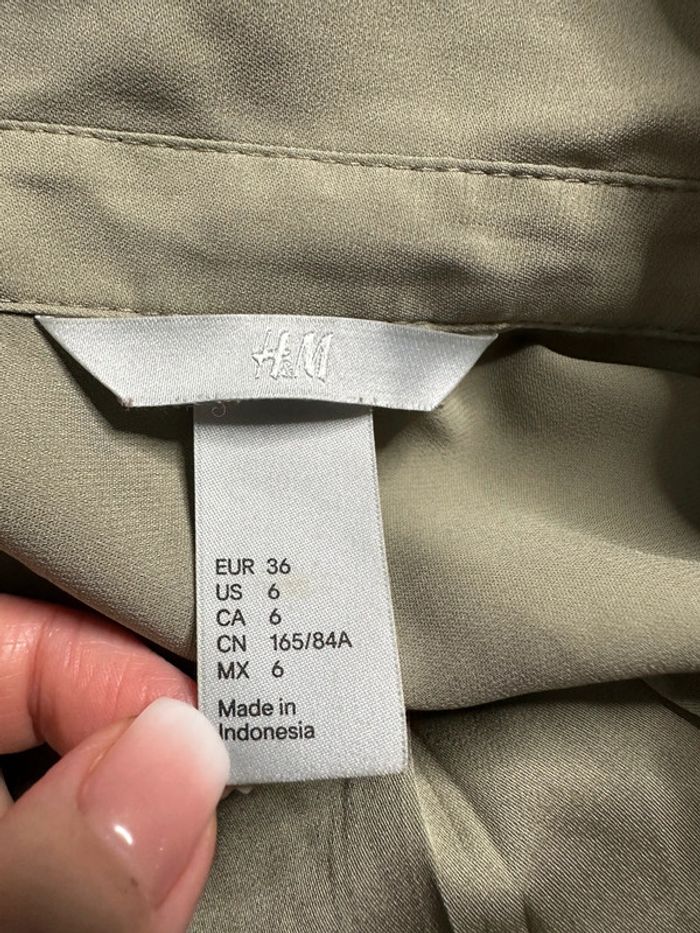 H&M
EUR 36
US 6
CA 6
CN 165/84A
MX 6
Made in
Indonesia